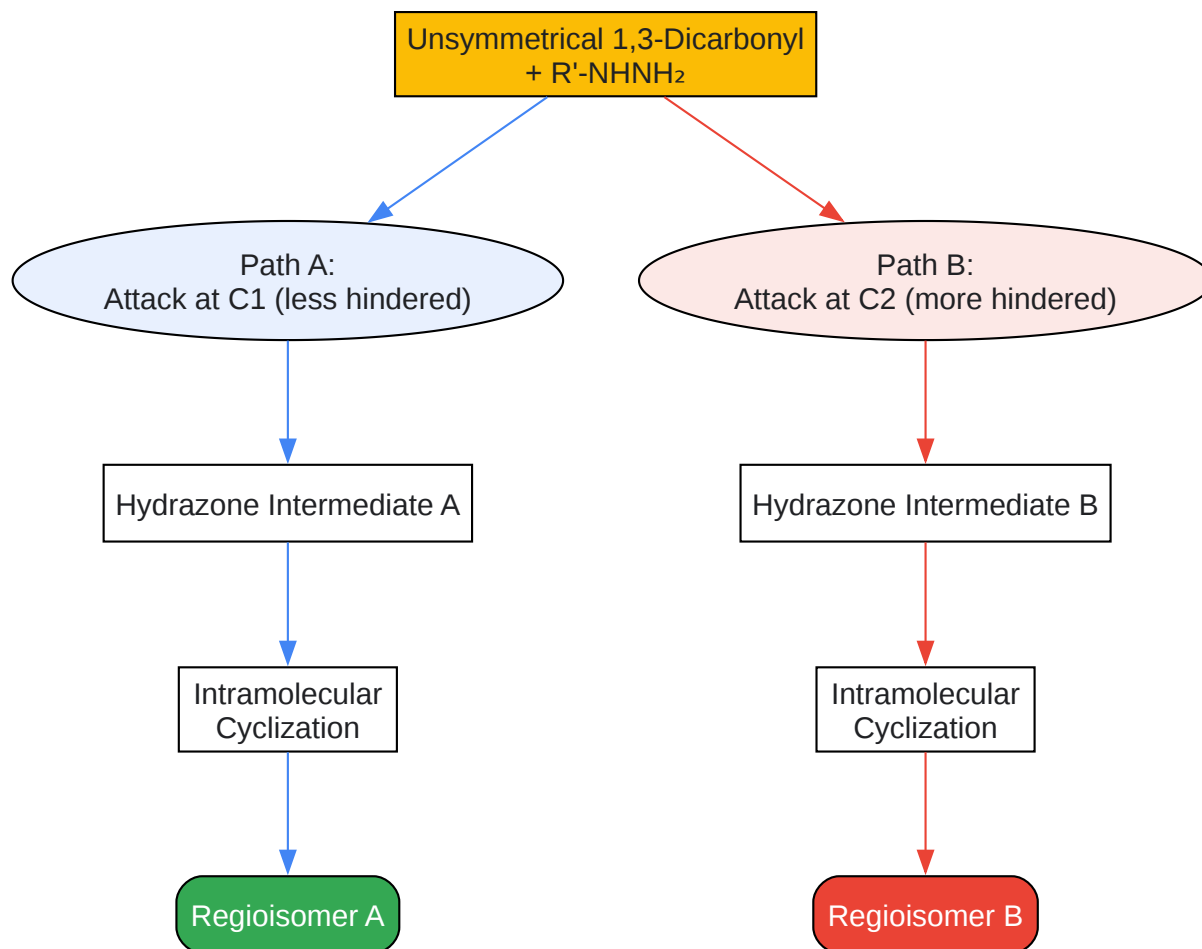 Unsymmetrical 1,3-Dicarbonyl
+ R'-NHNH₂
Path A:
Attack at C1 (less hindered)
Path B:
Attack at C2 (more hindered)
Hydrazone Intermediate A
Hydrazone Intermediate B
Intramolecular
Cyclization
Intramolecular
Cyclization
Regioisomer A
Regioisomer B